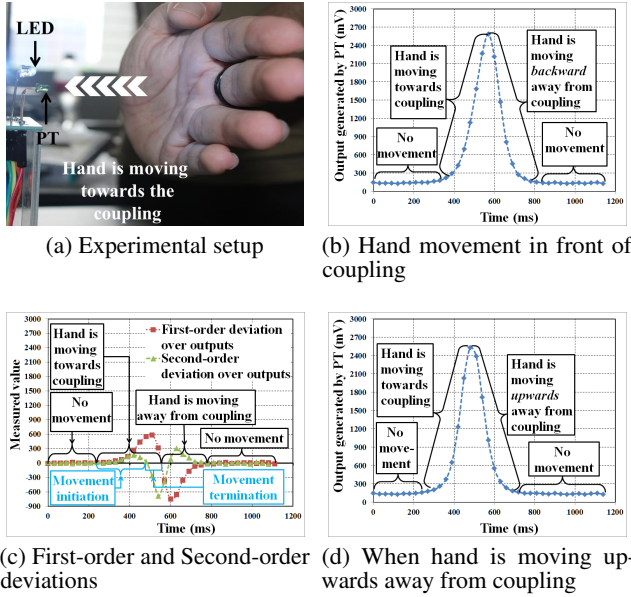 LED
PT
Hand is moving
towards the
coupling
(a) Experimental setup
Output generated by PT (mV)
3000
2700
2400
2100
1800
1500
1200
900
600
300
0
Hand is
moving
towards
coupling
Hand is
moving
backward
away from
coupling
No
movement
No
movement
0 200 400 600 800 1000 1200
Time (ms)
(b) Hand movement in front of
coupling
Measured value
3000
2700
2400
2100
1800
1500
1200
900
600
300
0
-300
-600
-900
Hand is
moving
towards
coupling
First-order deviation
over outputs
Second-order
deviation over outputs
No
movement
Hand is moving
away from coupling
No movement
Movement
initiation
Movement
termination
0 200 400 600 800 1000 1200
Time (ms)
(c) First-order and Second-order
deviations
Output generated by PT (mV)
3000
2700
2400
2100
1800
1500
1200
900
600
300
0
Hand is
moving
towards
coupling
Hand is
moving
upwards
away from
coupling
No
move-
ment
No
movement
0 200 400 600 800 1000 1200
Time (ms)
(d) When hand is moving up-
wards away from coupling